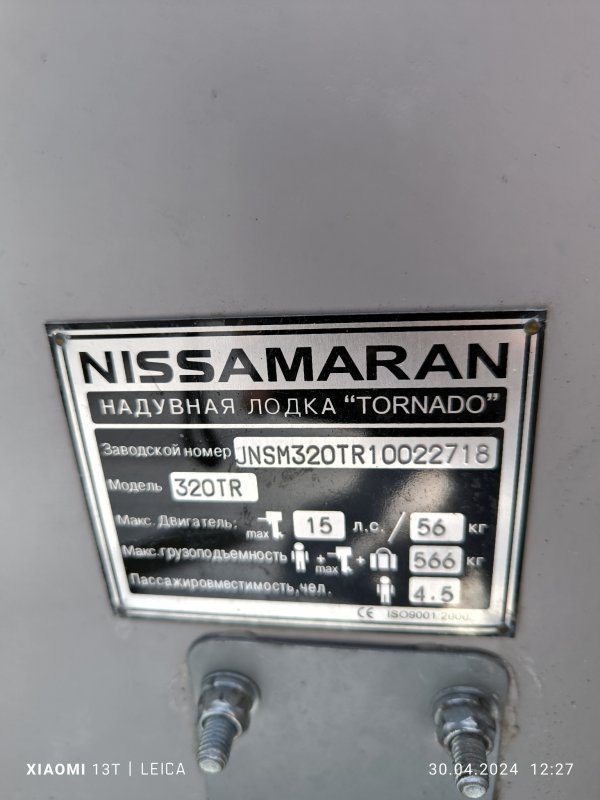 NISSAMARAN
НАДУВНАЯ ЛОДКА "TORNADO"
Заводской номер JNSM320TR10022718
Модель 320TR
Макс. Двигатель: max 15 л.с. / 56 кг
Макс.грузоподъемность + max + 566 кг
Пассажировместимость,чел. 4.5
CE ISO9001:2000
XIAOMI 13T | LEICA
30.04.2024 12:27